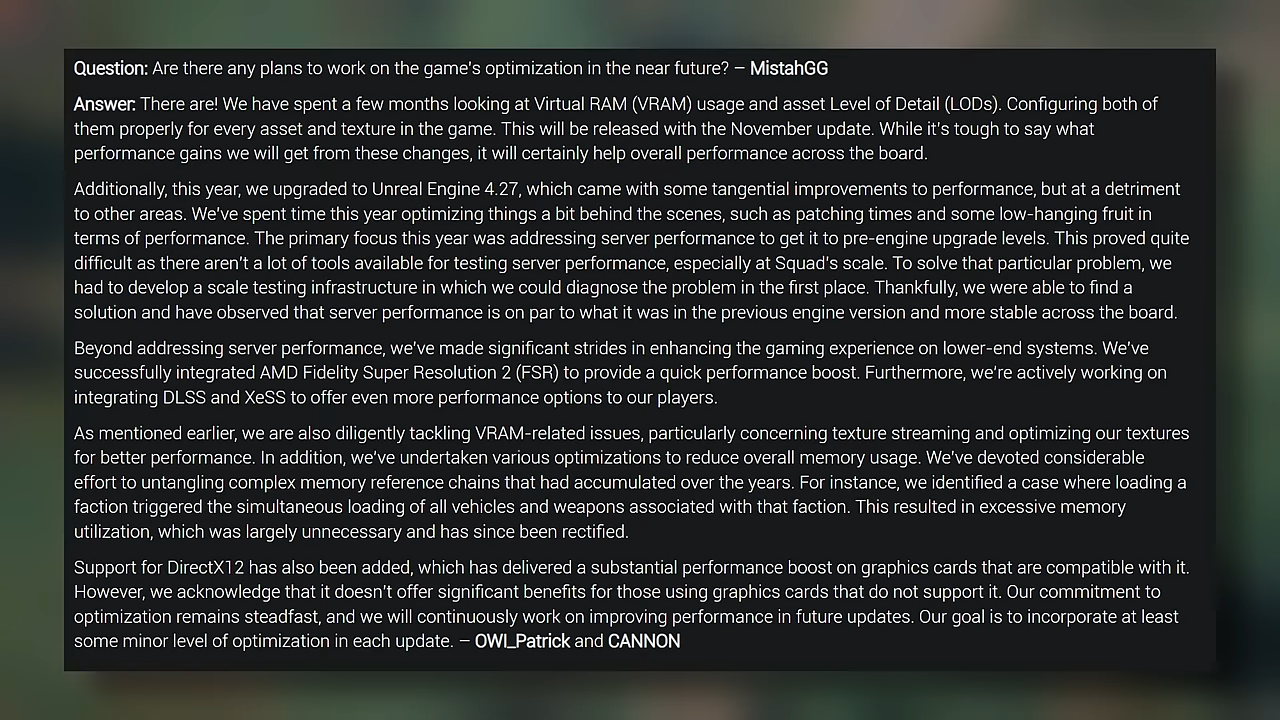 Question: Are there any plans to work on the game's optimization in the near future? – MistahGG
Answer: There are! We have spent a few months looking at Virtual RAM (VRAM) usage and asset Level of Detail (LODs). Configuring both of
them properly for every asset and texture in the game. This will be released with the November update. While it's tough to say what
performance gains we will get from these changes, it will certainly help overall performance across the board.
Additionally, this year, we upgraded to Unreal Engine 4.27, which came with some tangential improvements to performance, but at a detriment
to other areas. We've spent time this year optimizing things a bit behind the scenes, such as patching times and some low-hanging fruit in
terms of performance. The primary focus this year was addressing server performance to get it to pre-engine upgrade levels. This proved quite
difficult as there aren't a lot of tools available for testing server performance, especially at Squad's scale. To solve that particular problem, we
had to develop a scale testing infrastructure in which we could diagnose the problem in the first place. Thankfully, we were able to find a
solution and have observed that server performance is on par to what it was in the previous engine version and more stable across the board.
Beyond addressing server performance, we've made significant strides in enhancing the gaming experience on lower-end systems. We've
successfully integrated AMD Fidelity Super Resolution 2 (FSR) to provide a quick performance boost. Furthermore, we're actively working on
integrating DLSS and XeSS to offer even more performance options to our players.
As mentioned earlier, we are also diligently tackling VRAM-related issues, particularly concerning texture streaming and optimizing our textures
for better performance. In addition, we've undertaken various optimizations to reduce overall memory usage. We've devoted considerable
effort to untangling complex memory reference chains that had accumulated over the years. For instance, we identified a case where loading a
faction triggered the simultaneous loading of all vehicles and weapons associated with that faction. This resulted in excessive memory
utilization, which was largely unnecessary and has since been rectified.
Support for DirectX12 has also been added, which has delivered a substantial performance boost on graphics cards that are compatible with it.
However, we acknowledge that it doesn't offer significant benefits for those using graphics cards that do not support it. Our commitment to
optimization remains steadfast, and we will continuously work on improving performance in future updates. Our goal is to incorporate at least
some minor level of optimization in each update. – OWI_Patrick and CANNON